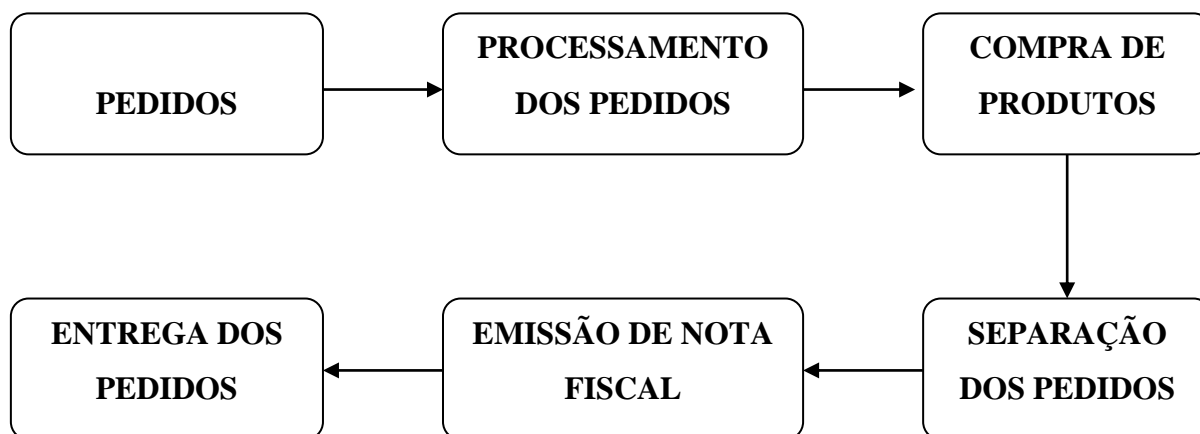 PEDIDOS
PROCESSAMENTO
DOS PEDIDOS
COMPRA DE
PRODUTOS
SEPARAÇÃO
DOS PEDIDOS
EMISSÃO DE NOTA
FISCAL
ENTREGA DOS
PEDIDOS